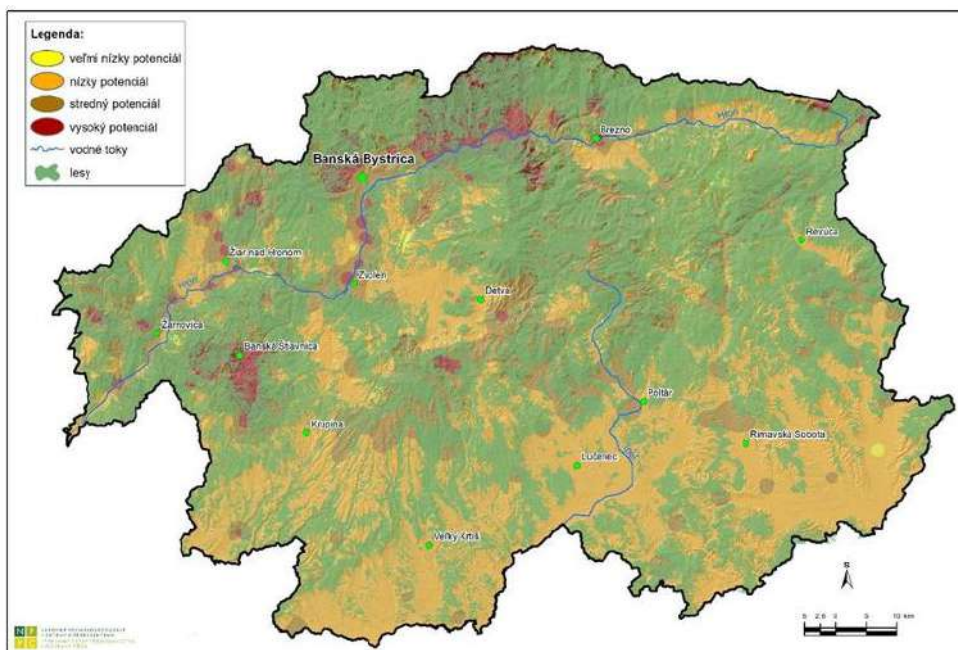 Legenda:
veľmi nízky potenciál
nízky potenciál
stredný potenciál
vysoký potenciál
vodné toky
lesy
Hron
Brezno
Banská Bystrica
Revúca
Žiar nad Hronom
Hron
Zvolen
Detva
Žarnovica
Banská Štiavnica
Poltár
Krupina
Rimavská Sobota
Lučenec
Veľký Krtíš
N P
P C